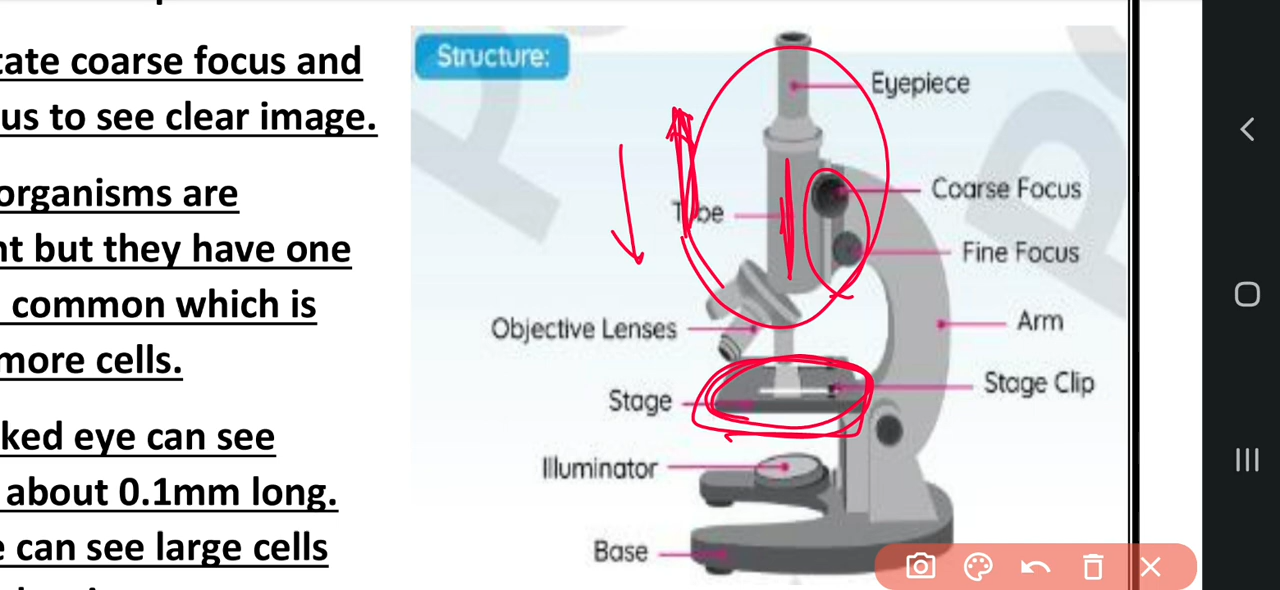 tate coarse focus and
us to see clear image.
organisms are
nt but they have one
common which is
more cells.
ked eye can see
about 0.1mm long.
can see large cells
Structure:
Eyepiece
Coarse Focus
Tube
Fine Focus
Arm
Objective Lenses
Stage Clip
Stage
Illuminator
Base